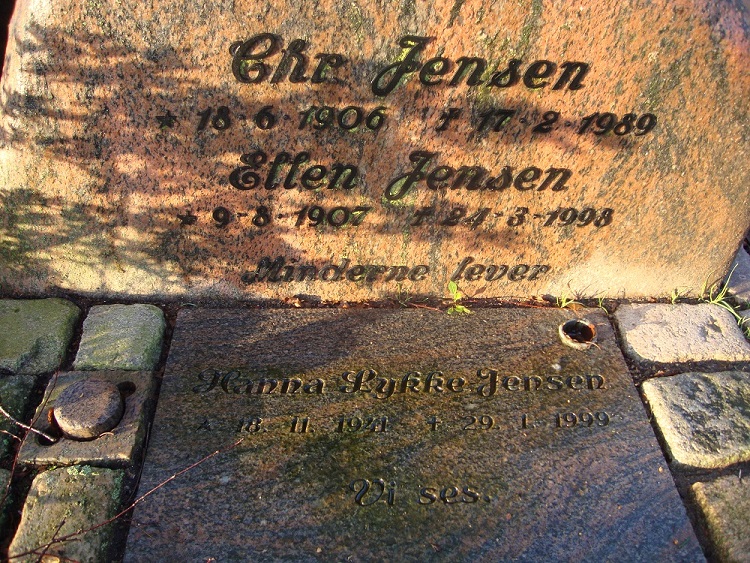 Chr. Jensen
* 18-6-1906 † 17-2-1989
Ellen Jensen
* 9-8-1907 † 24-3-1998
Minderne lever
Hanna Lykke Jensen
* 18. 11. 1941 † 29. 1. 1999
Vi ses.